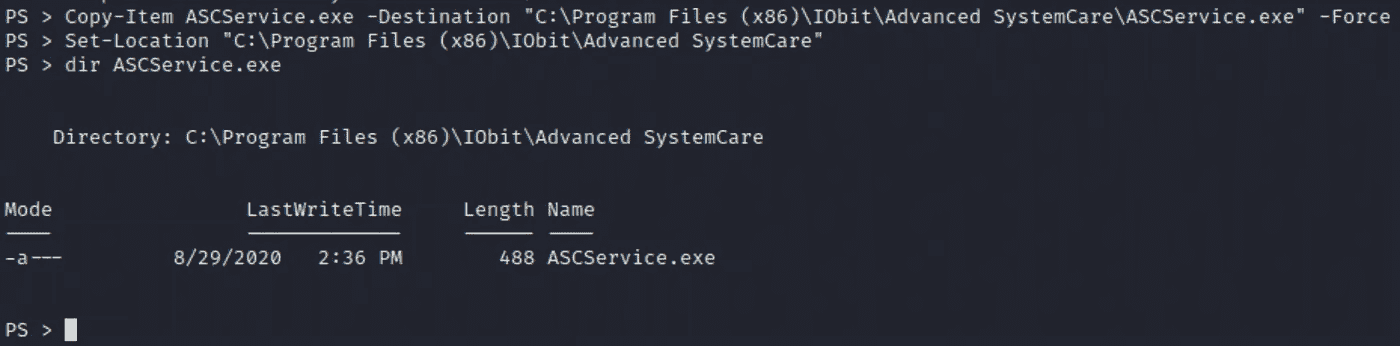 PS > Copy-Item ASCService.exe -Destination "C:\Program Files (x86)\IObit\Advanced SystemCare\ASCService.exe" -Force
PS > Set-Location "C:\Program Files (x86)\IObit\Advanced SystemCare"
PS > dir ASCService.exe
Directory: C:\Program Files (x86)\IObit\Advanced SystemCare
Mode LastWriteTime Length Name
---- ------------- ------ ----
-a--- 8/29/2020 2:36 PM 488 ASCService.exe
PS >